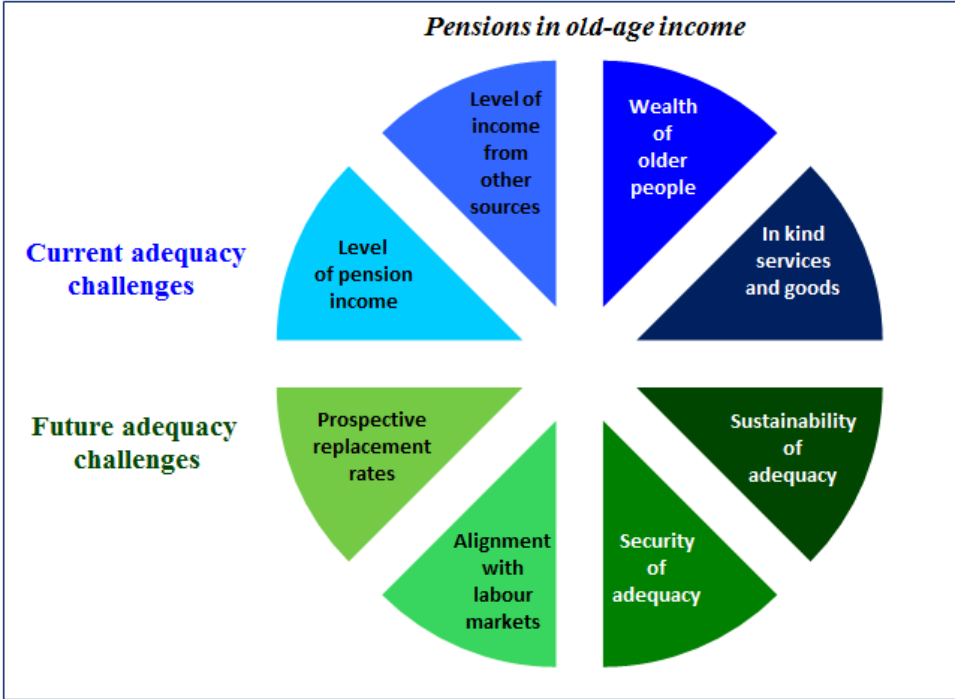 Pensions in old-age income
Level of
income
from
other
sources
Wealth
of
older
people
Current adequacy
challenges
Level
of pension
income
In kind
services
and goods
Future adequacy
challenges
Prospective
replacement
rates
Sustainability
of
adequacy
Alignment
with
labour
markets
Security
of
adequacy